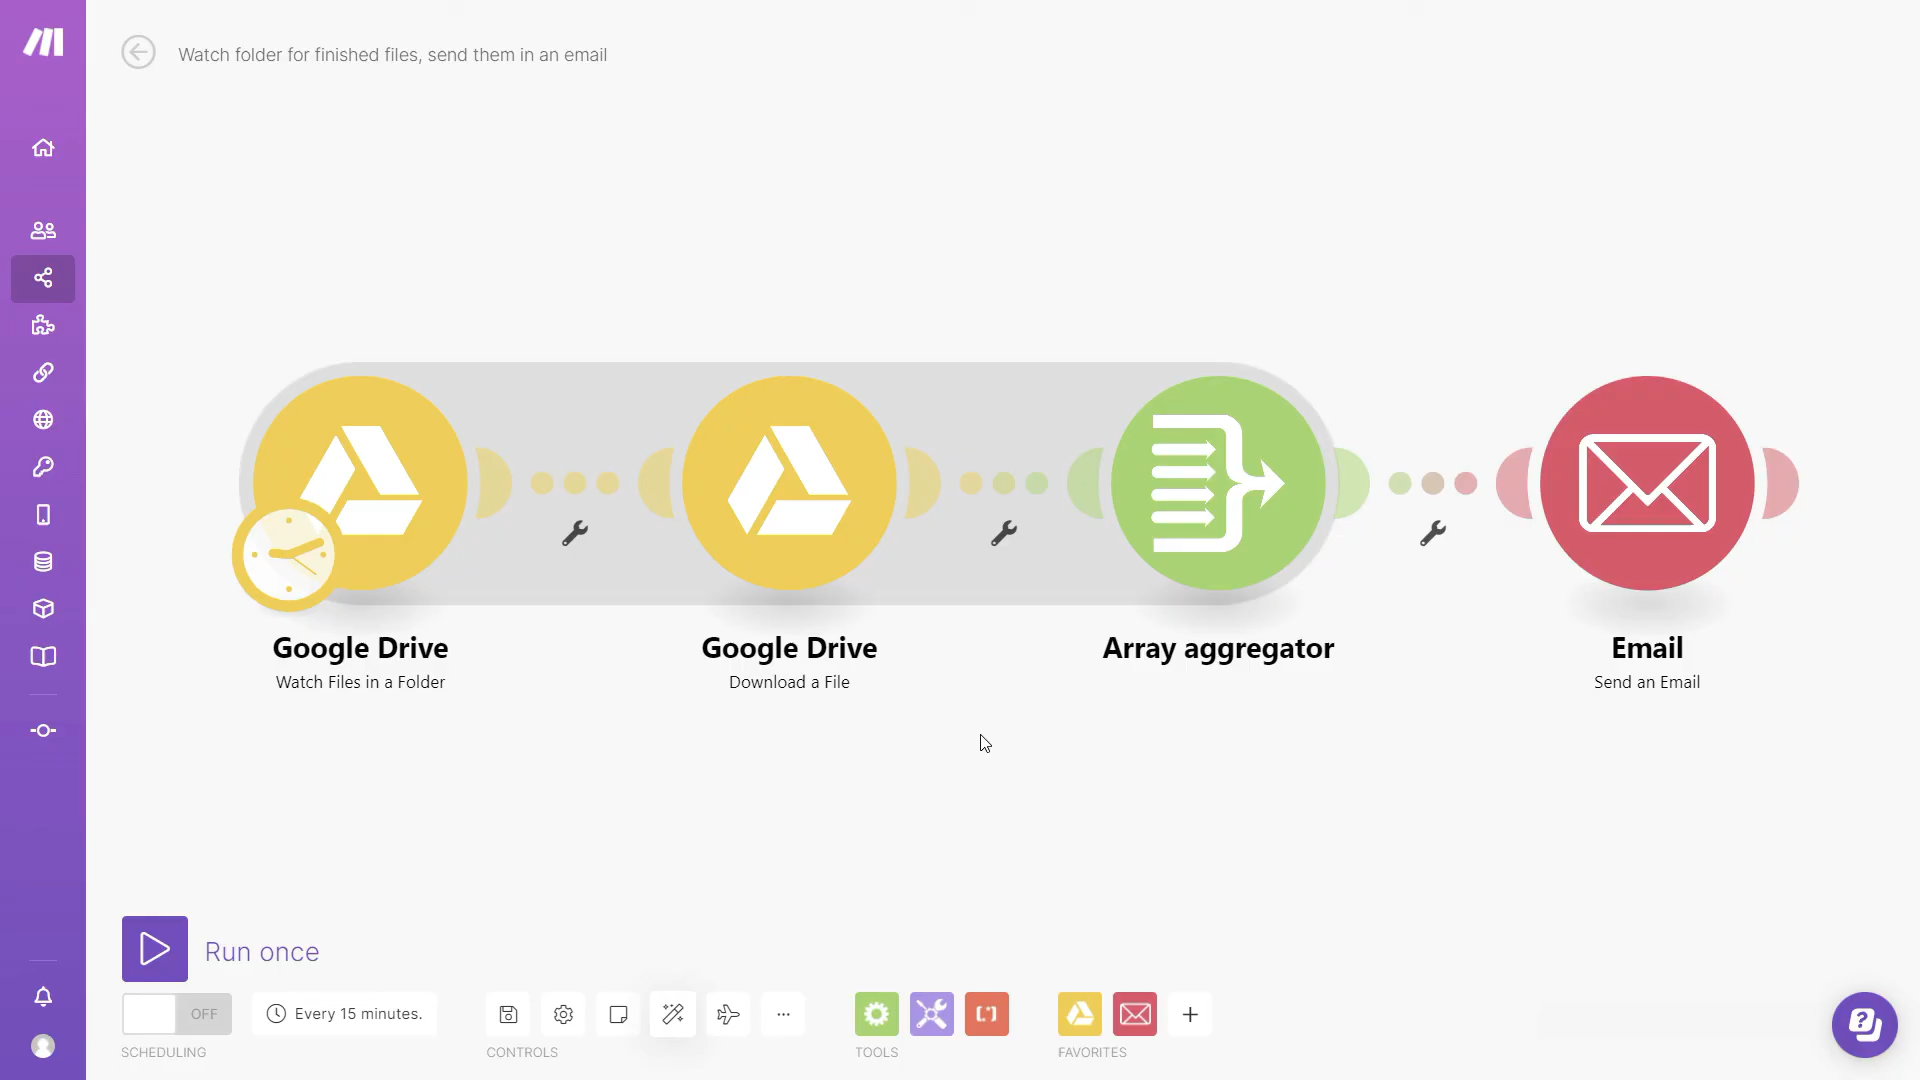 Watch folder for finished files, send them in an email
Google Drive
Watch Files in a Folder
Google Drive
Download a File
Array aggregator
Email
Send an Email
Run once
OFF
Every 15 minutes.
SCHEDULING
CONTROLS
TOOLS
FAVORITES